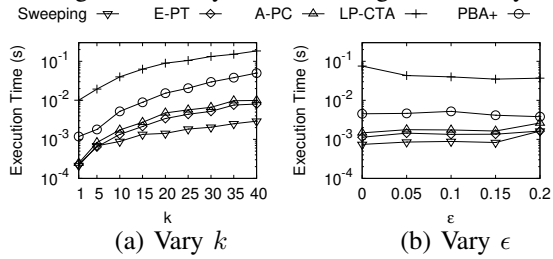 Sweeping E-PT A-PC LP-CTA PBA+
Execution Time (s)
10⁻¹
10⁻²
10⁻³
10⁻⁴
1 5 10 15 20 25 30 35 40
k
(a) Vary k
Execution Time (s)
10⁻¹
10⁻²
10⁻³
10⁻⁴
0 0.05 0.1 0.15 0.2
ε
(b) Vary ϵ